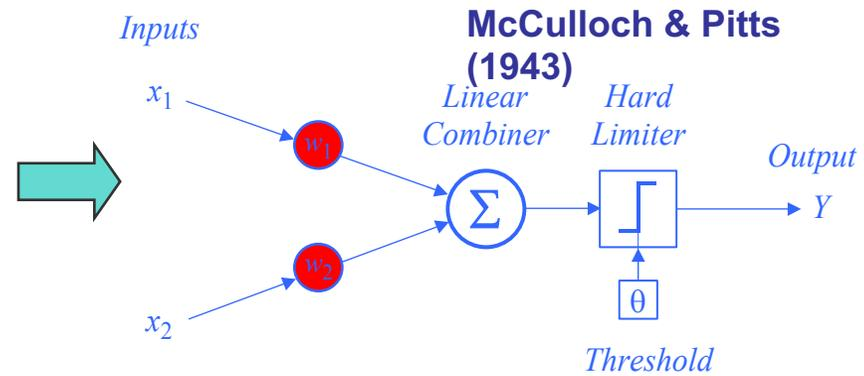 Inputs
McCulloch & Pitts
(1943)
x1
Linear
Combiner
Hard
Limiter
w1
Output
Σ
Y
w2
θ
x2
Threshold